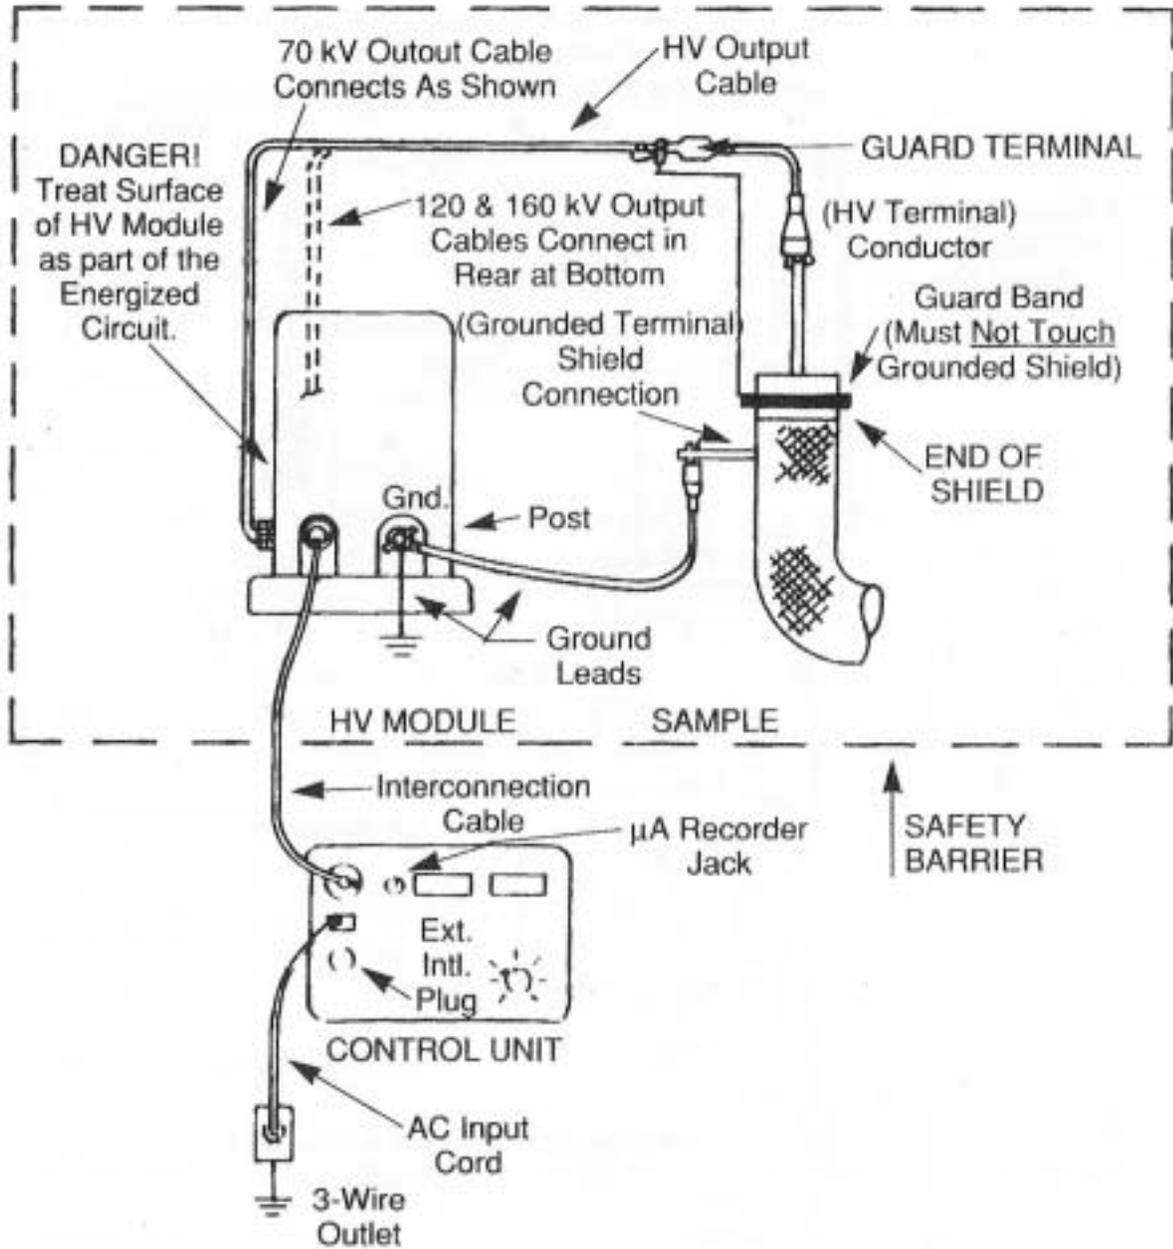 70 kV Outout Cable
Connects As Shown
HV Output
Cable
DANGER!
Treat Surface
of HV Module
as part of the
Energized
Circuit.
GUARD TERMINAL
120 & 160 kV Output
Cables Connect in
Rear at Bottom
(HV Terminal)
Conductor
Guard Band
(Must Not Touch
Grounded Shield)
(Grounded Terminal)
Shield
Connection
END OF
SHIELD
Gnd.
Post
Ground
Leads
HV MODULE
SAMPLE
Interconnection
Cable
µA Recorder
Jack
SAFETY
BARRIER
Ext.
Intl.
Plug
CONTROL UNIT
AC Input
Cord
3-Wire
Outlet